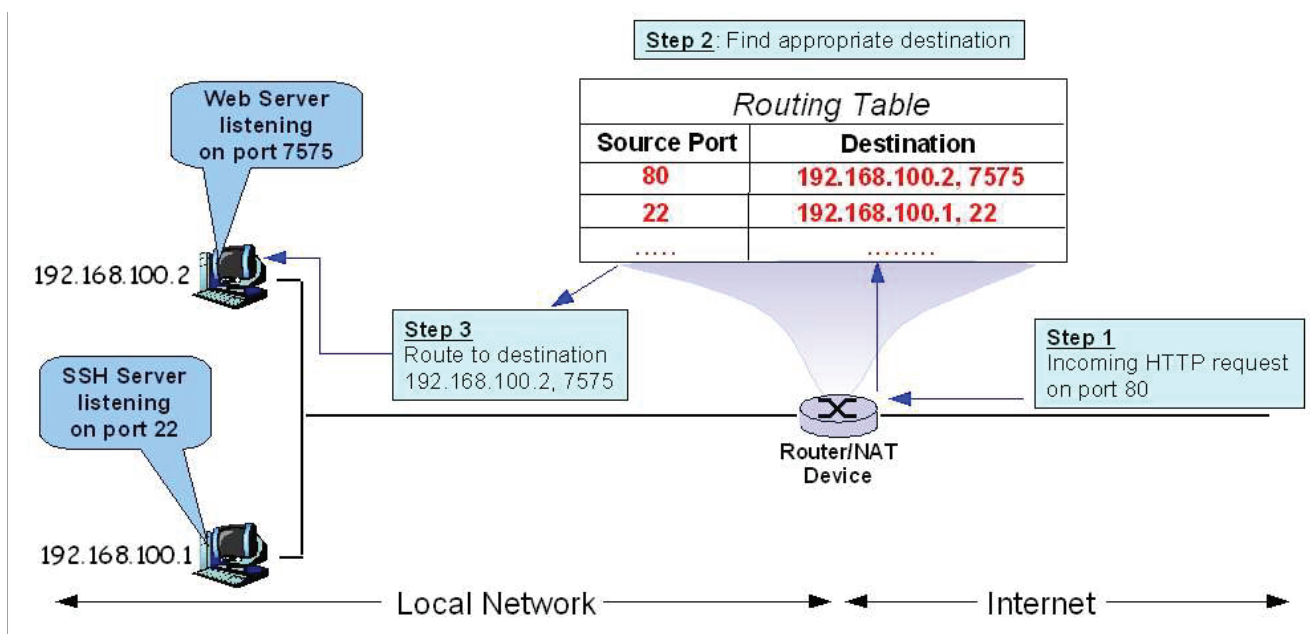 Step 2: Find appropriate destination
Routing Table
Source Port Destination
80 192.168.100.2, 7575
22 192.168.100.1, 22
..... ........
Web Server
listening
on port 7575
192.168.100.2
Step 3
Route to destination
192.168.100.2, 7575
Step 1
Incoming HTTP request
on port 80
SSH Server
listening
on port 22
Router/NAT
Device
192.168.100.1
Local Network
Internet